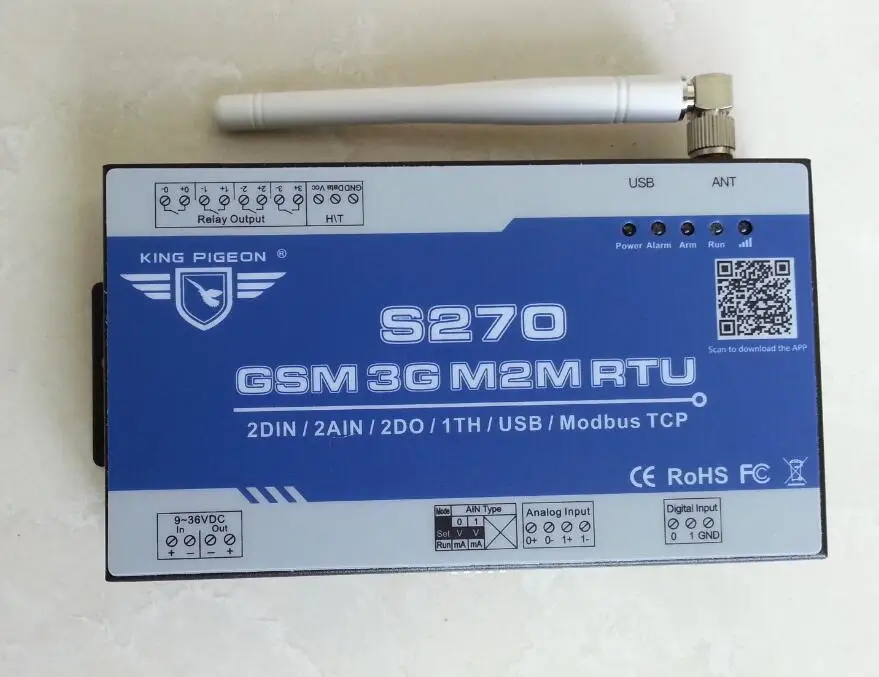 USB ANT
0- 0+ 1- 1+ 2- 2+ 3- 3+
Relay Output
GND Data Vcc
H\T
Power Alarm Arm Run
KING PIGEON ®
Scan to download the APP
S270
GSM 3G M2M RTU
2DIN / 2AIN / 2DO / 1TH / USB / Modbus TCP
CE RoHS FC
9~36VDC
In Out
+ − − +
Mode AIN Type
0 1
Sel V V
Run mA mA
Analog Input
0+ 0- 1+ 1-
Digital Input
0 1 GND